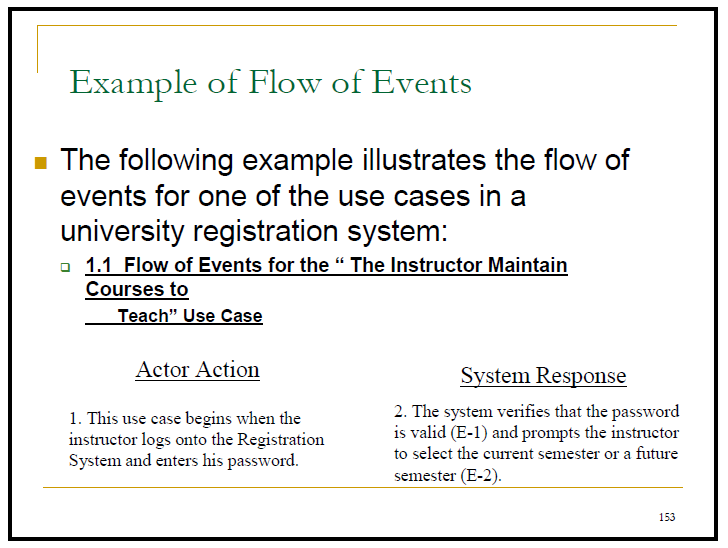 Example of Flow of Events
The following example illustrates the flow of
events for one of the use cases in a
university registration system:
1.1 Flow of Events for the “ The Instructor Maintain
Courses to
Teach” Use Case
Actor Action
1. This use case begins when the
instructor logs onto the Registration
System and enters his password.
System Response
2. The system verifies that the password
is valid (E-1) and prompts the instructor
to select the current semester or a future
semester (E-2).
153